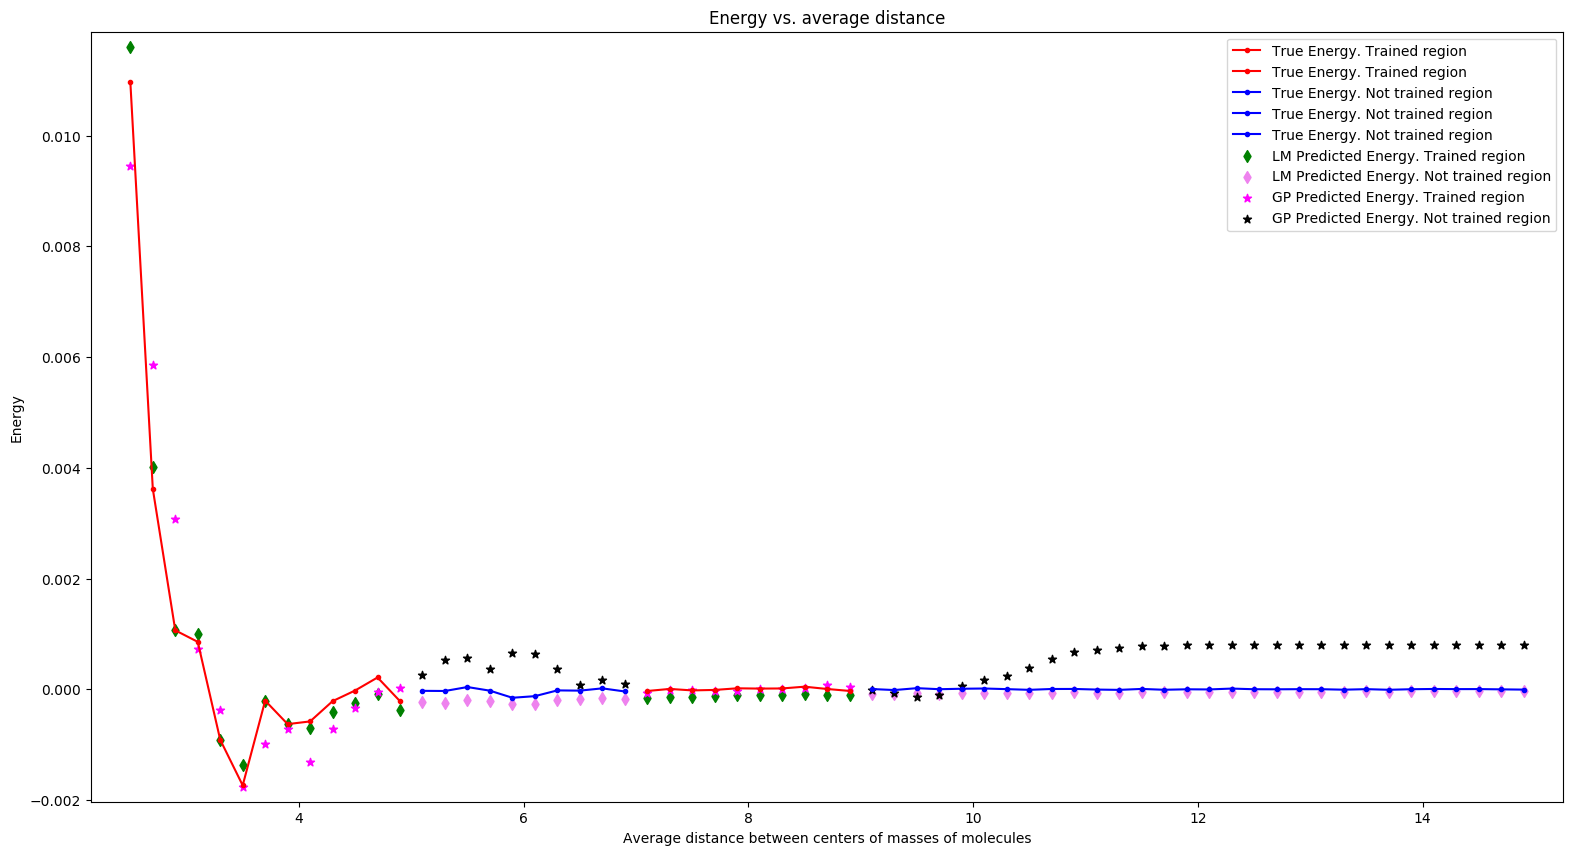 Energy vs. average distance
True Energy. Trained region
True Energy. Trained region
True Energy. Not trained region
True Energy. Not trained region
True Energy. Not trained region
LM Predicted Energy. Trained region
LM Predicted Energy. Not trained region
GP Predicted Energy. Trained region
GP Predicted Energy. Not trained region
0.010
0.008
0.006
0.004
0.002
0.000
−0.002
Energy
4 6 8 10 12 14
Average distance between centers of masses of molecules